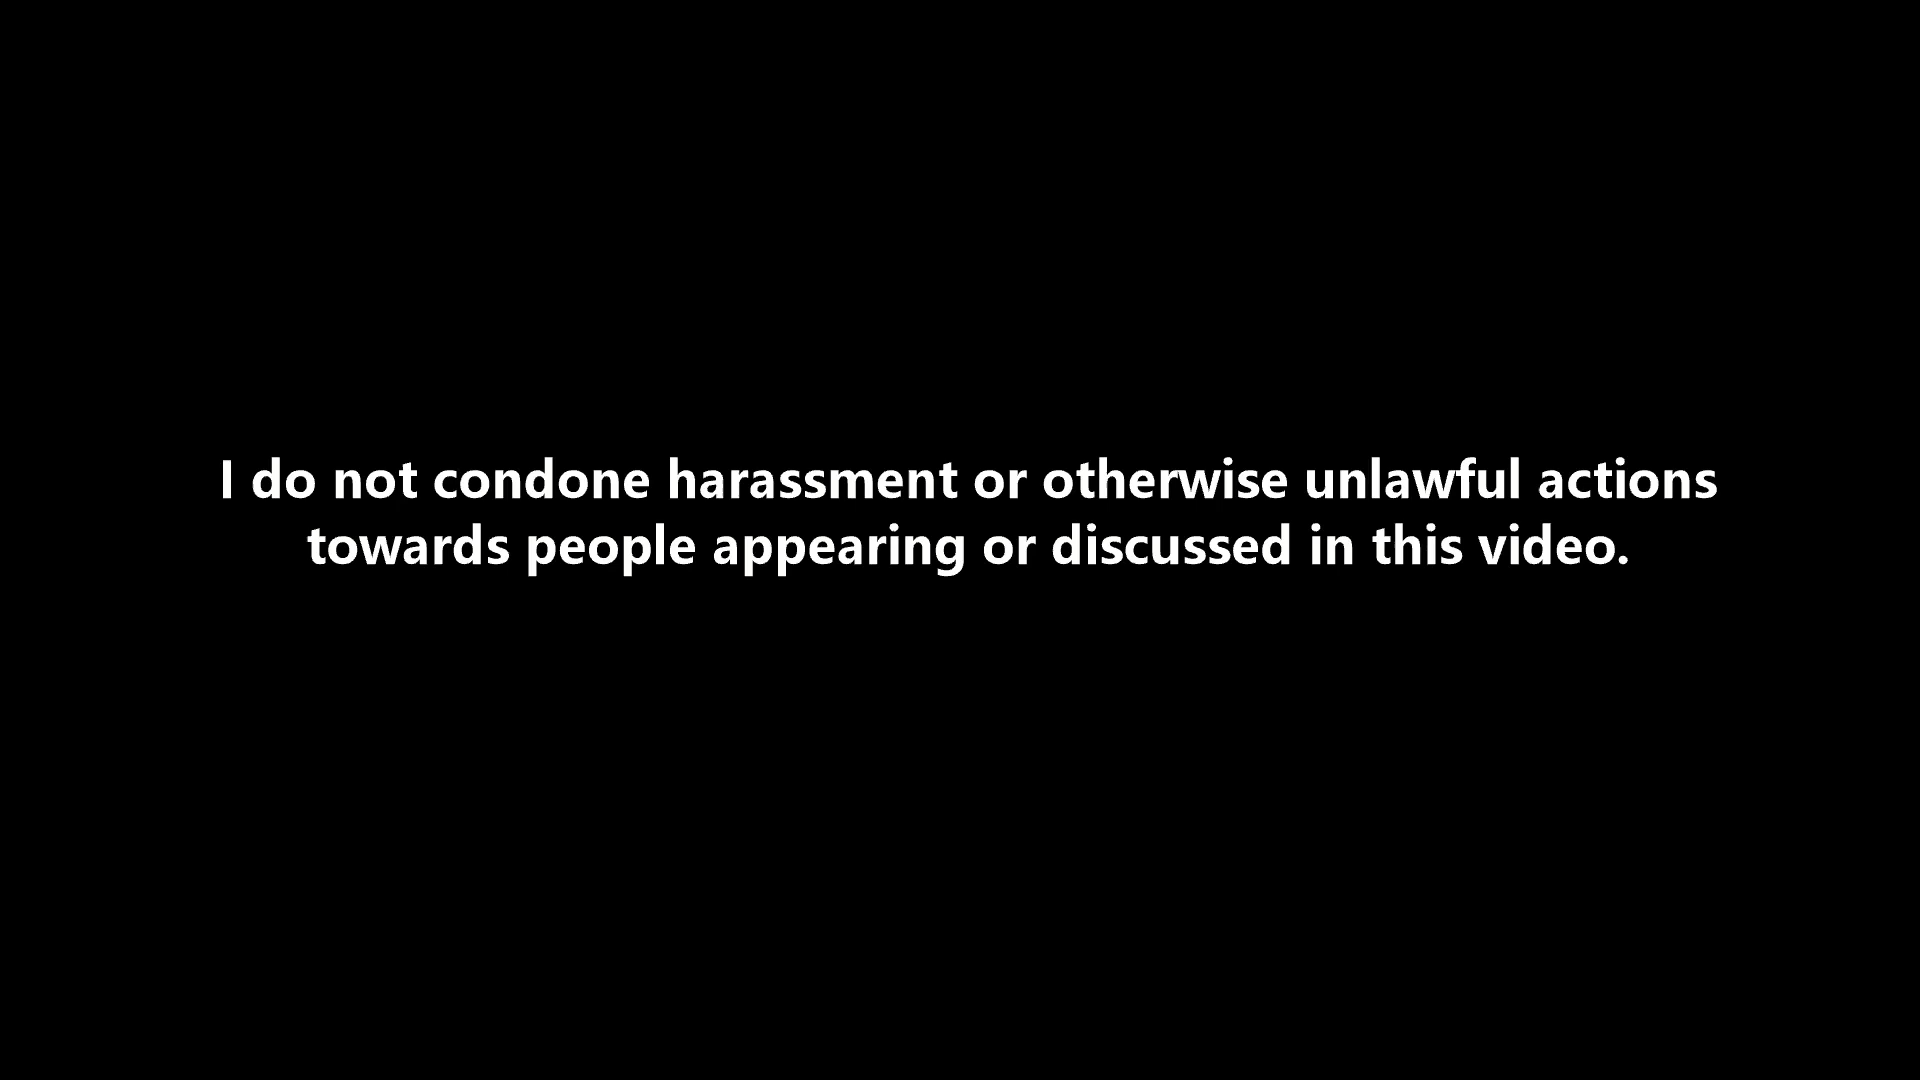 I do not condone harassment or otherwise unlawful actions
towards people appearing or discussed in this video.